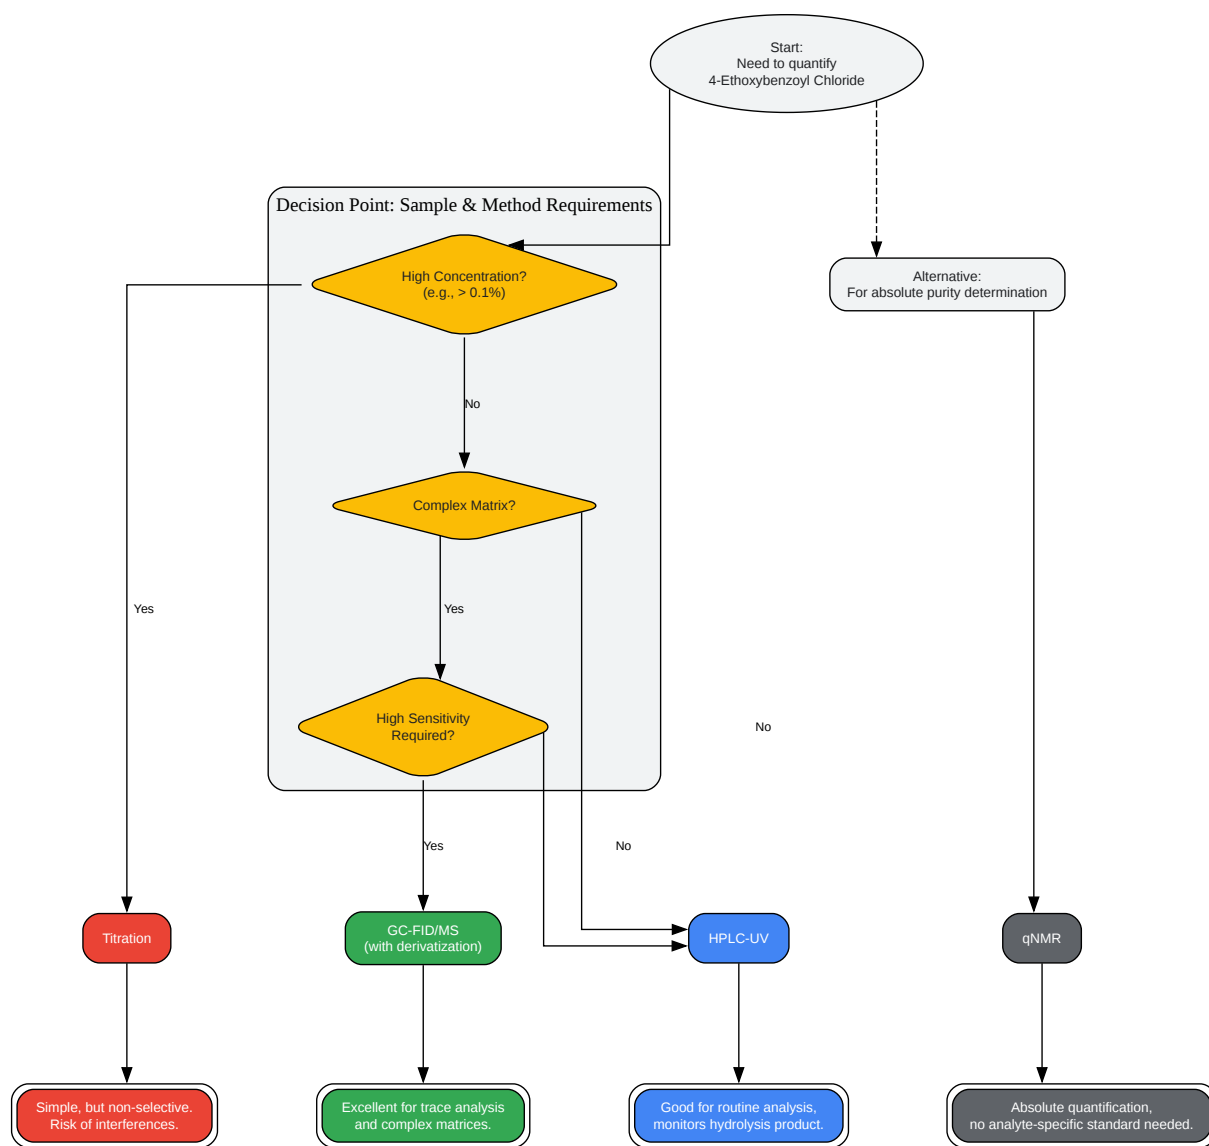 Start:
Need to quantify
4-Ethoxybenzoyl Chloride
Decision Point: Sample & Method Requirements
High Concentration?
(e.g., > 0.1%)
Alternative:
For absolute purity determination
No
Complex Matrix?
Yes
Yes
High Sensitivity
Required?
No
Yes
No
Titration
GC-FID/MS
(with derivatization)
HPLC-UV
qNMR
Simple, but non-selective.
Risk of interferences.
Excellent for trace analysis
and complex matrices.
Good for routine analysis,
monitors hydrolysis product.
Absolute quantification,
no analyte-specific standard needed.